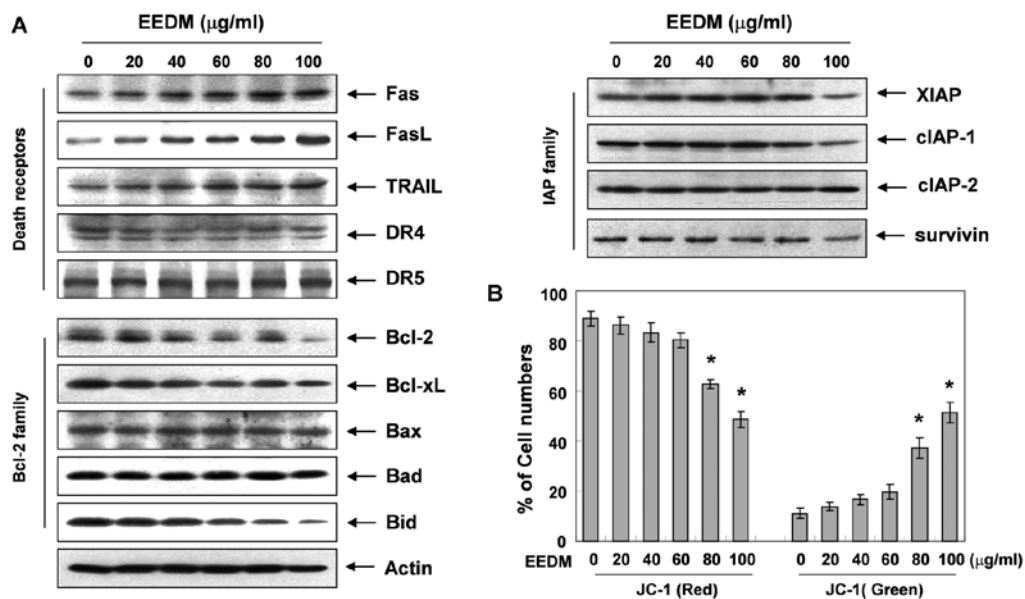 A
EEDM (μg/ml)
0 20 40 60 80 100
Death receptors
Fas
FasL
TRAIL
DR4
DR5
Bcl-2 family
Bcl-2
Bcl-xL
Bax
Bad
Bid
Actin
EEDM (μg/ml)
0 20 40 60 80 100
IAP family
XIAP
cIAP-1
cIAP-2
survivin
B
% of Cell numbers
100
80
60
40
20
0
* *
* *
EEDM 0 20 40 60 80 100 0 20 40 60 80 100 (μg/ml)
JC-1 (Red) JC-1( Green)